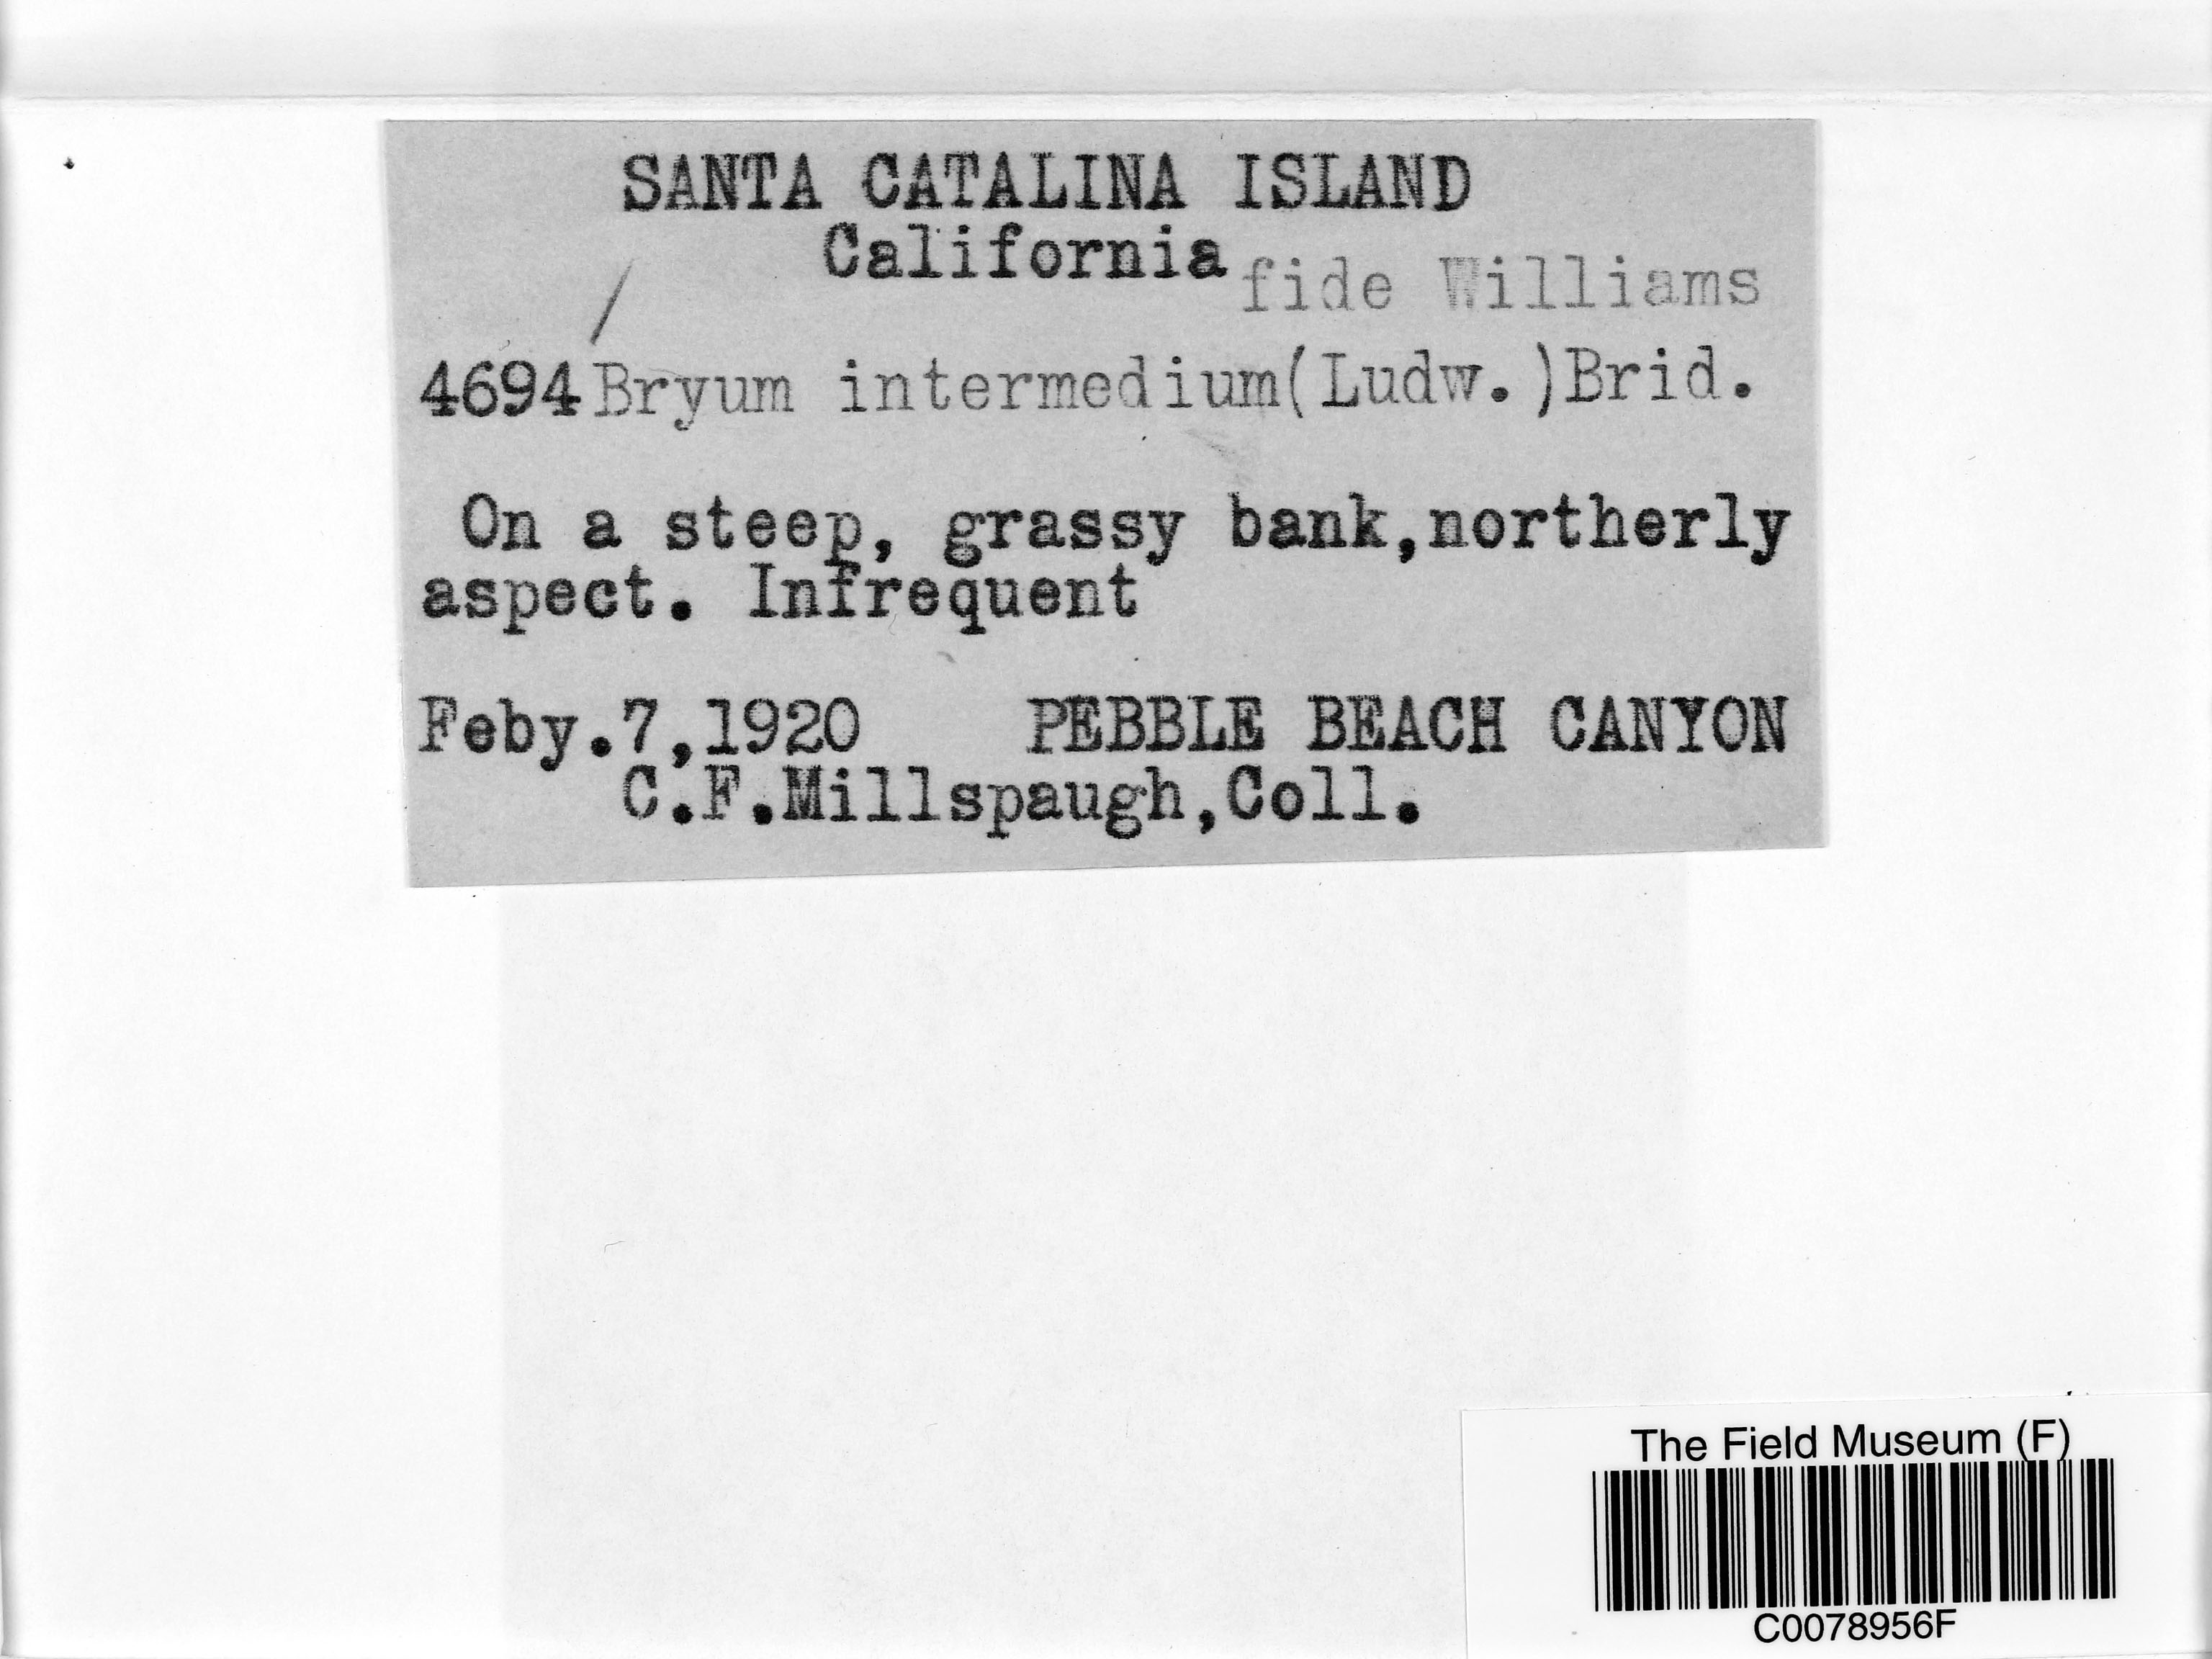 SANTA CATALINA ISLAND
California
fide Williams
4694 Bryum intermedium(Ludw.)Brid.
On a steep, grassy bank,northerly
aspect. Infrequent
Feby.7,1920 PEBBLE BEACH CANYON
C.F.Millspaugh,Coll.
The Field Museum (F)
C0078956F